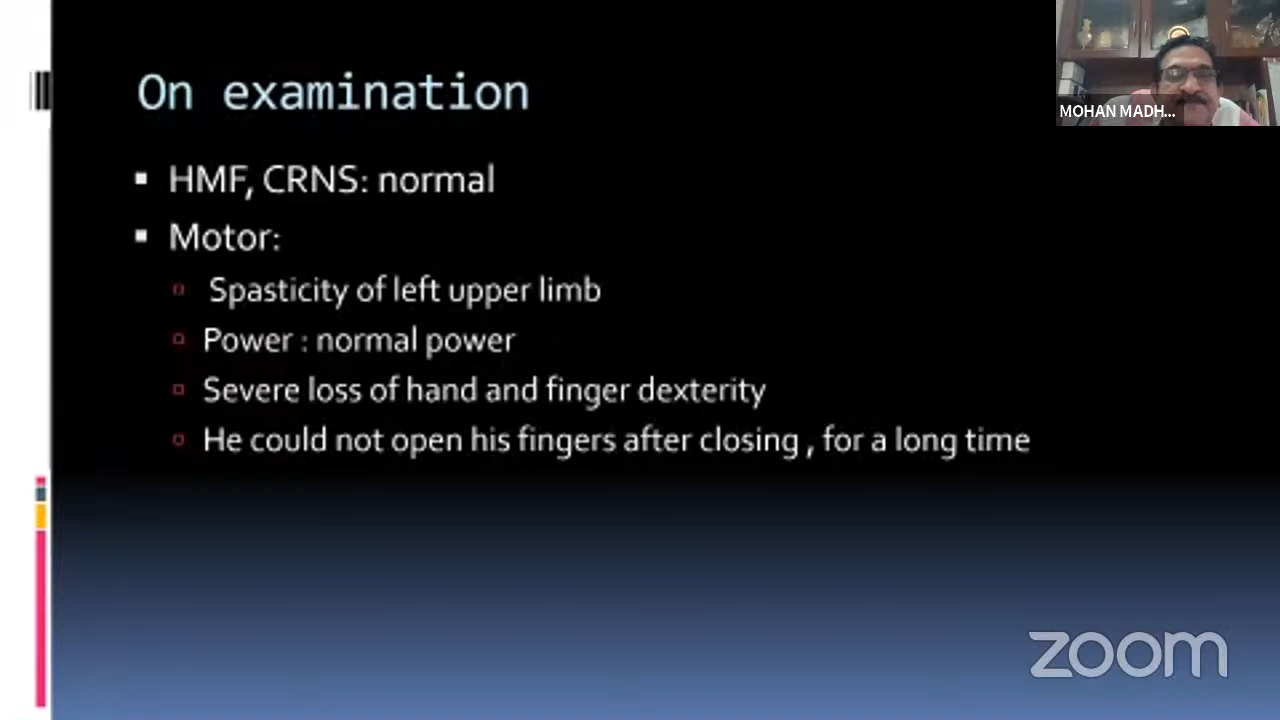 On examination
MOHAN MADH...
HMF, CRNS: normal
Motor:
Spasticity of left upper limb
Power : normal power
Severe loss of hand and finger dexterity
He could not open his fingers after closing , for a long time
zoom